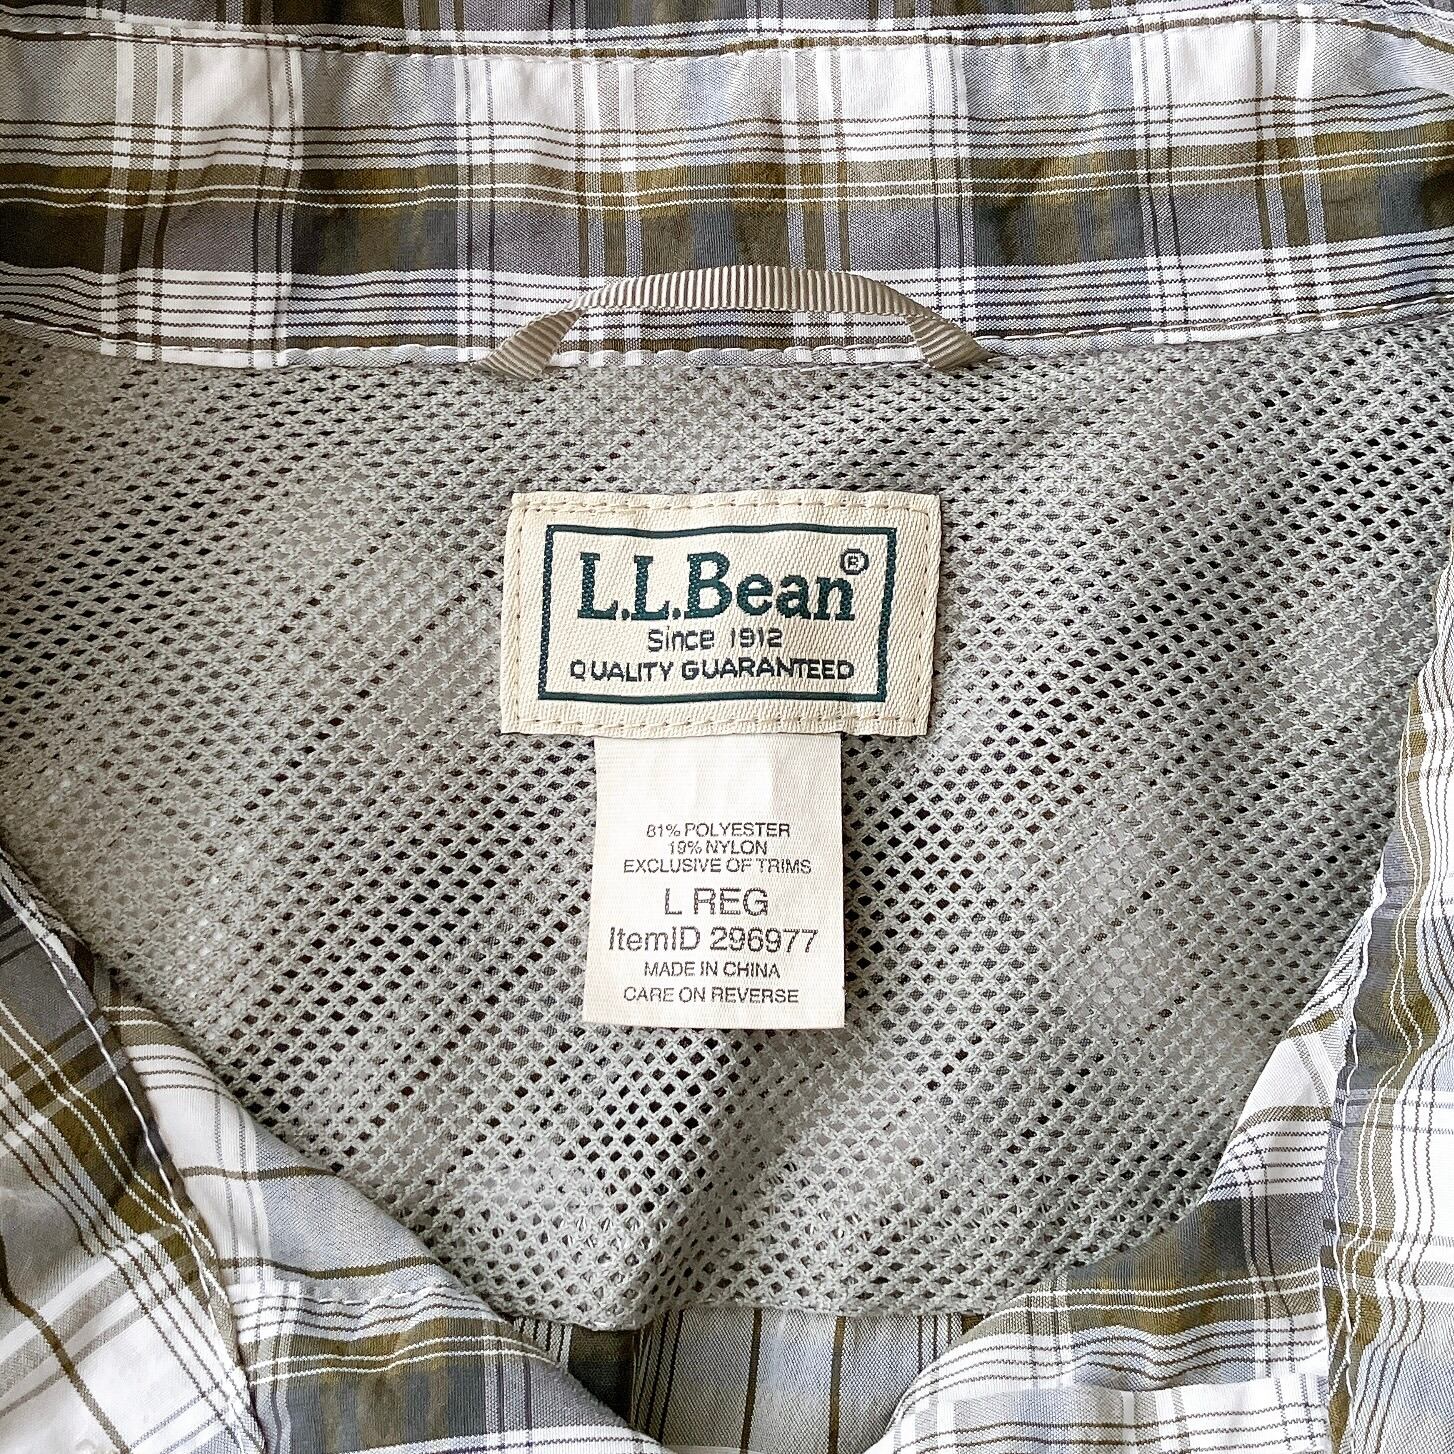 L.L.Bean®
Since 1912
QUALITY GUARANTEED
81% POLYESTER
19% NYLON
EXCLUSIVE OF TRIMS
L REG
ItemID 296977
MADE IN CHINA
CARE ON REVERSE